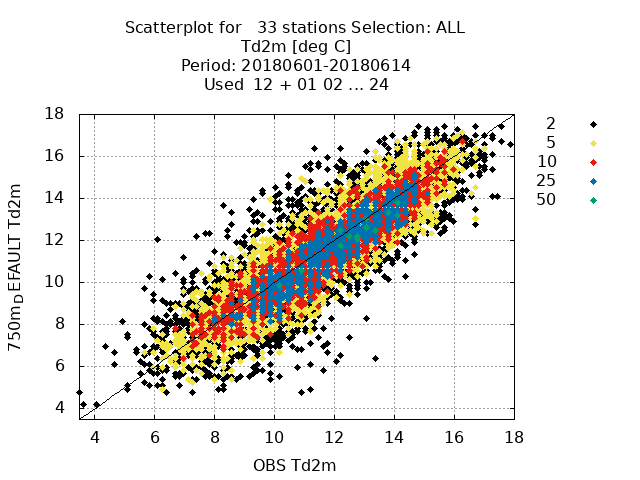 Scatterplot for   33 stations Selection: ALL
Td2m [deg C]
Period: 20180601-20180614
Used  12 + 01 02 ... 24
18
16
14
12
10
8
6
4
750m_DEFAULT Td2m
4 6 8 10 12 14 16 18
OBS Td2m
2
5
10
25
50